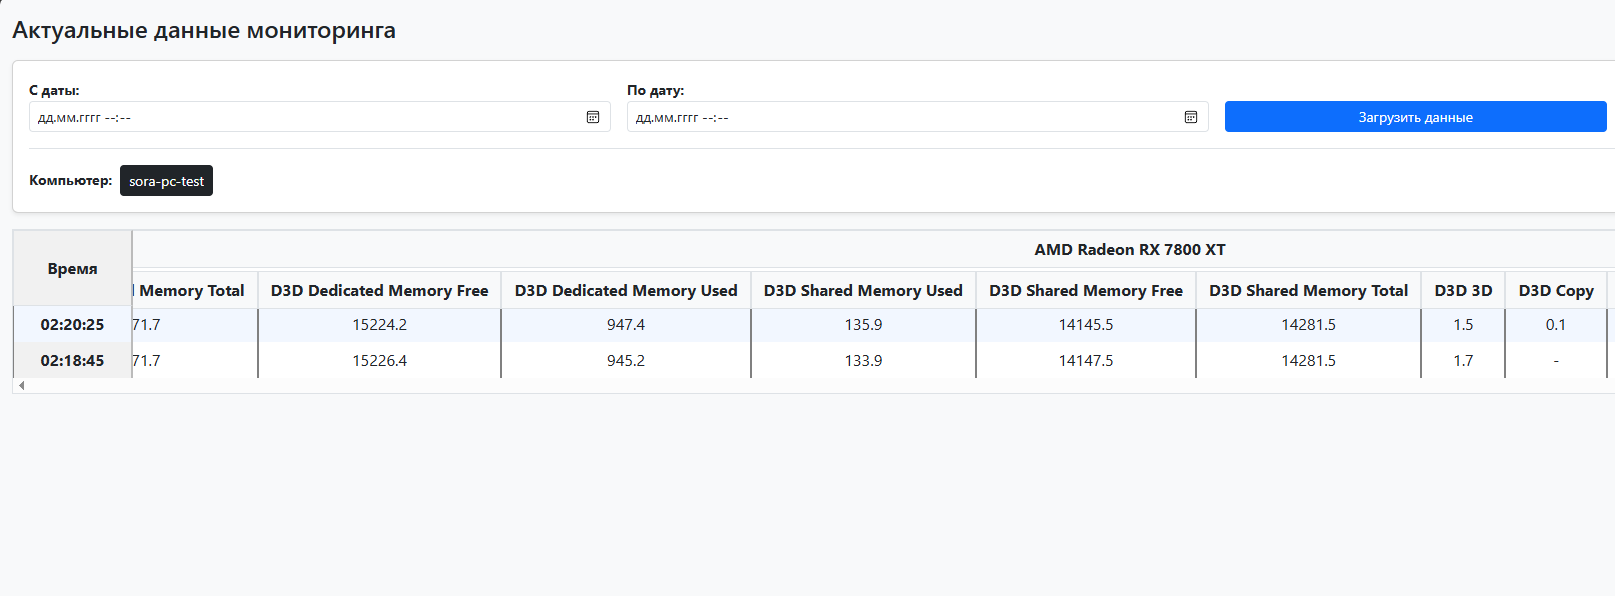 Актуальные данные мониторинга
С даты: По дату:
дд.мм.гггг --:-- дд.мм.гггг --:-- Загрузить данные
Компьютер: sora-pc-test
AMD Radeon RX 7800 XT
Время
Memory Total D3D Dedicated Memory Free D3D Dedicated Memory Used D3D Shared Memory Used D3D Shared Memory Free D3D Shared Memory Total D3D 3D D3D Copy
02:20:25 71.7 15224.2 947.4 135.9 14145.5 14281.5 1.5 0.1
02:18:45 71.7 15226.4 945.2 133.9 14147.5 14281.5 1.7 -